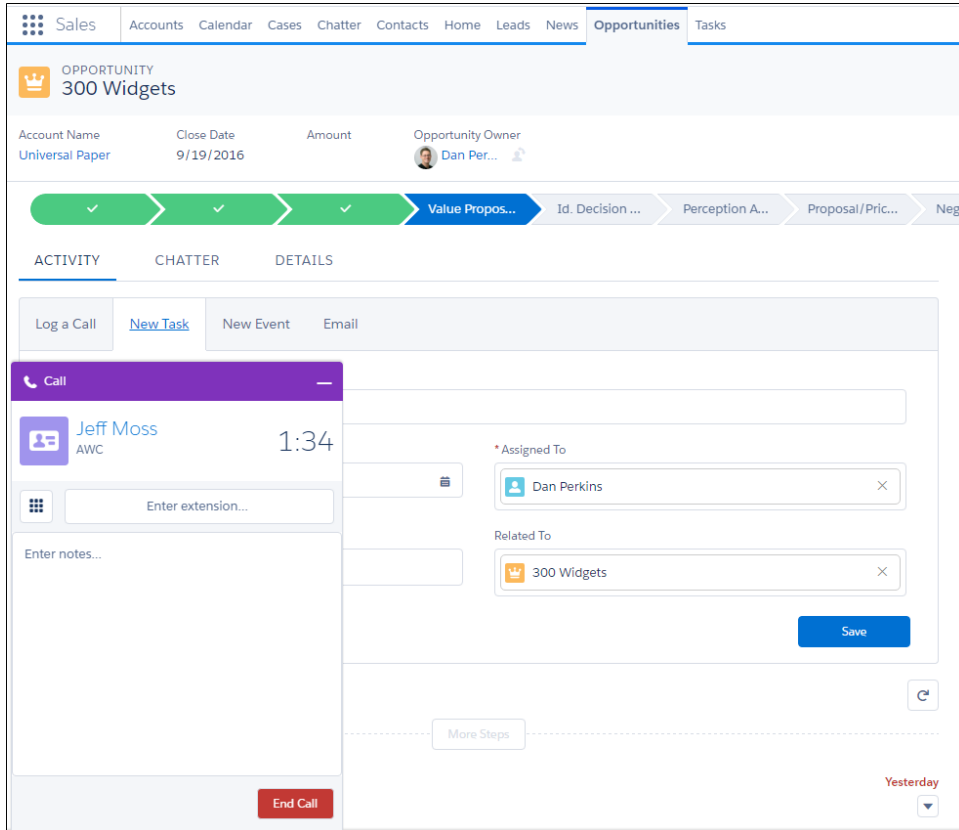 Sales Accounts Calendar Cases Chatter Contacts Home Leads News Opportunities Tasks
OPPORTUNITY
300 Widgets
Account Name Close Date Amount Opportunity Owner
Universal Paper 9/19/2016 Dan Per...
Value Propos... Id. Decision ... Perception A... Proposal/Pric... Neg
ACTIVITY CHATTER DETAILS
Log a Call New Task New Event Email
Call
Jeff Moss
AWC
1:34
Enter extension...
Enter notes...
End Call
*Assigned To
Dan Perkins
Related To
300 Widgets
Save
More Steps
Yesterday